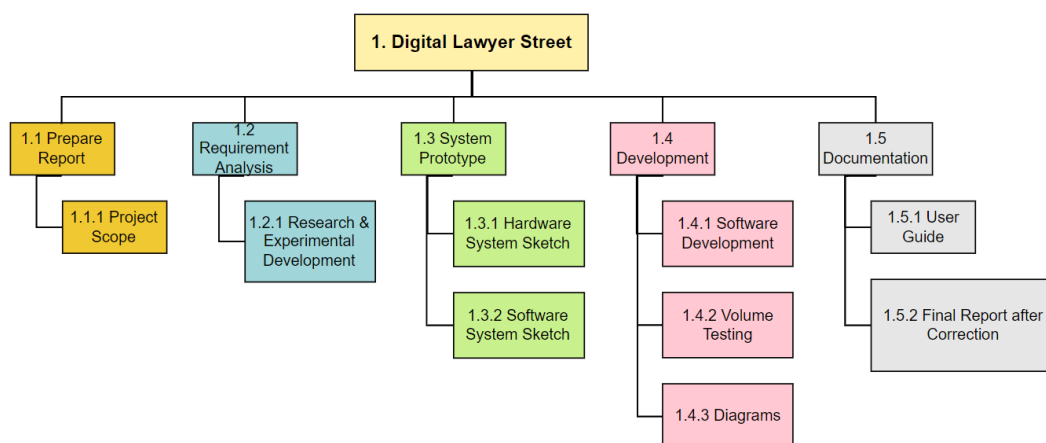 1. Digital Lawyer Street
1.1 Prepare
Report
1.2
Requirement
Analysis
1.3 System
Prototype
1.4
Development
1.5
Documentation
1.1.1 Project
Scope
1.2.1 Research &
Experimental
Development
1.3.1 Hardware
System Sketch
1.4.1 Software
Development
1.5.1 User
Guide
1.3.2 Software
System Sketch
1.4.2 Volume
Testing
1.5.2 Final Report after
Correction
1.4.3 Diagrams